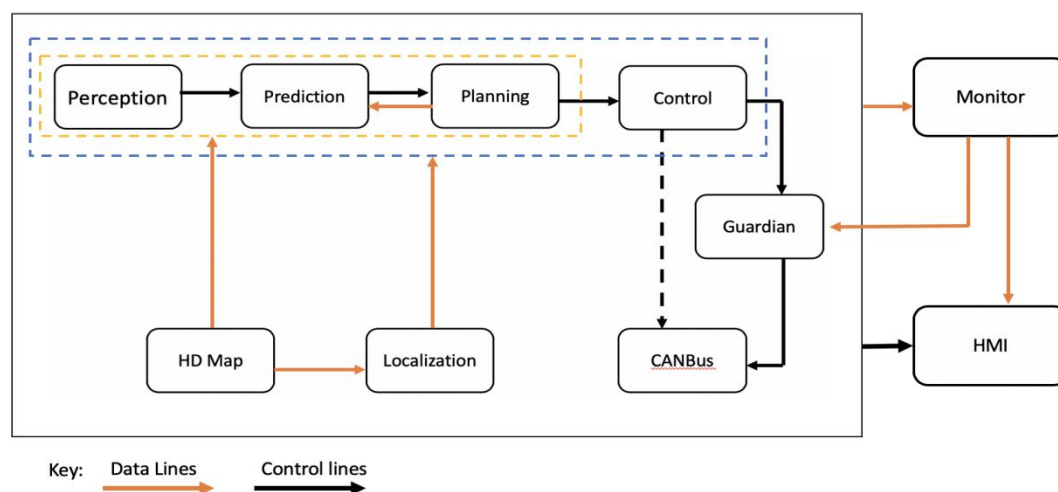 Perception
Prediction
Planning
Control
Monitor
Guardian
HD Map
Localization
CANBus
HMI
Key: Data Lines Control lines